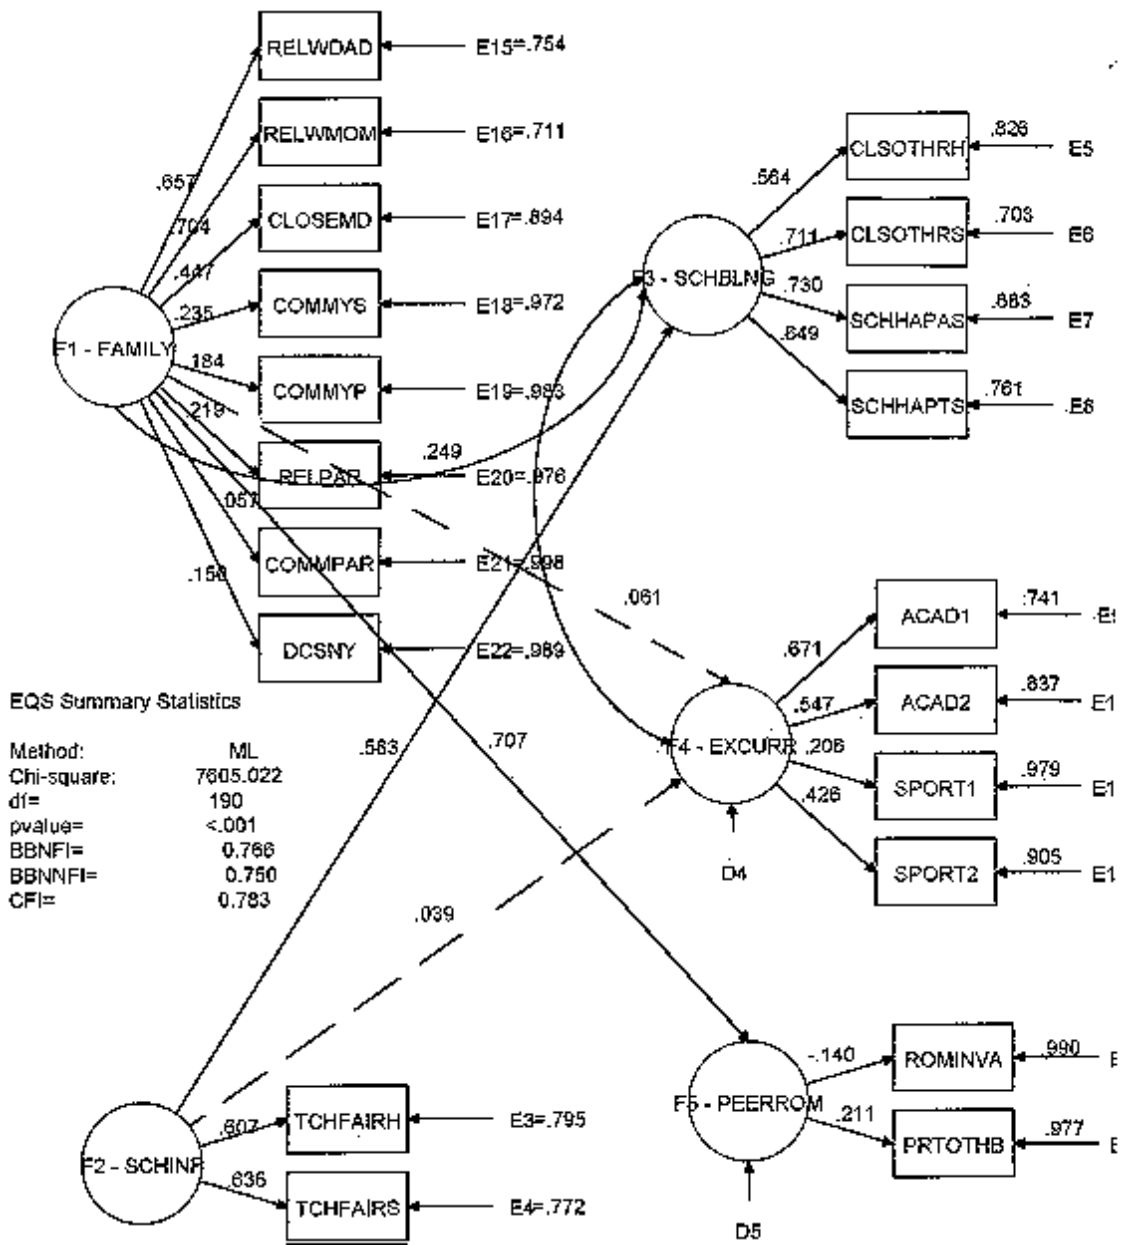 RELWDAD
E15=.754
RELWMOM
E16=.711
CLOSEMD
E17=.894
COMMYS
E18=.972
COMMYP
E19=.983
RELPAR
E20=.976
COMMPAR
E21=.998
DCSNY
E22=.989
.657
.704
.447
.235
.184
.219
.057
F1 - FAMILY
.249
.061
.707
.583
.039
CLSOTHRH
.826
E5
CLSOTHRS
.703
E6
SCHHAPAS
.683
E7
SCHHAPTS
.761
E8
.564
.711
.730
.649
F3 - SCHBLNG
ACAD1
.741
ACAD2
.837
E1
SPORT1
.979
E1
SPORT2
.905
E1
.671
.547
.206
.426
F4 - EXCURR
D4
EQS Summary Statistics
Method: ML
Chi-square: 7605.022
df= 190
pvalue= <.001
BBNFI= 0.766
BBNNFI= 0.750
CFI= 0.783
F2 - SCHINF
.607
TCHFAIRH
E3=.795
.636
TCHFAIRS
E4=.772
F5 - PEERROM
-.140
ROMINVA
.990
E
.211
PRTOTHB
.977
E
D5